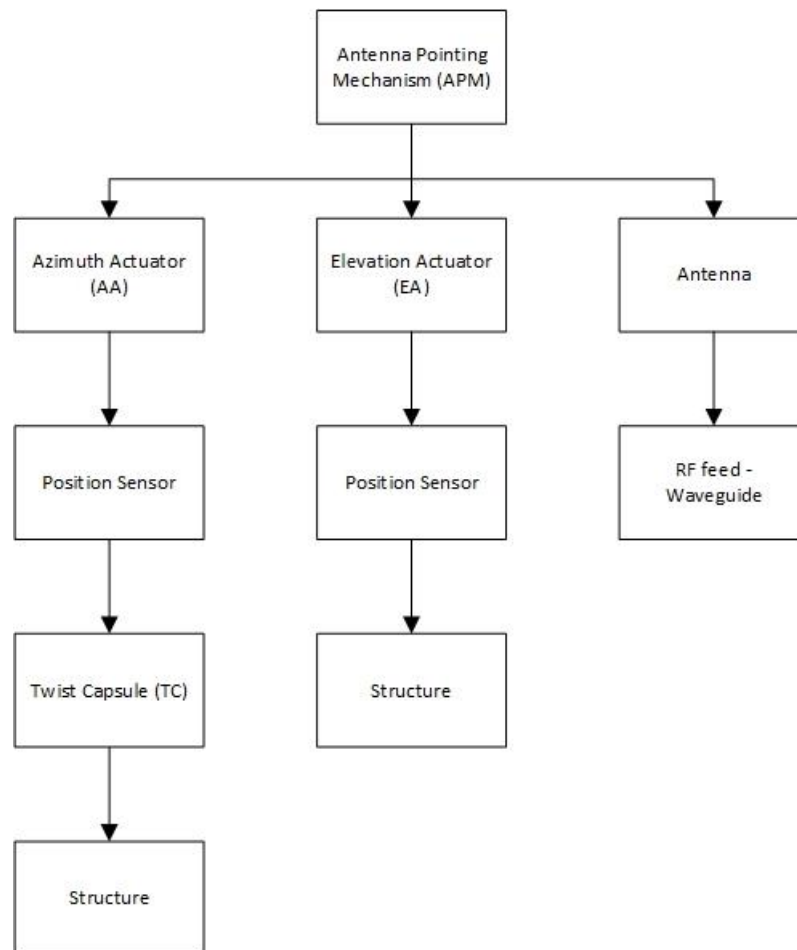 Antenna Pointing
Mechanism (APM)
Azimuth Actuator
(AA)
Elevation Actuator
(EA)
Antenna
Position Sensor
Position Sensor
RF feed -
Waveguide
Twist Capsule (TC)
Structure
Structure